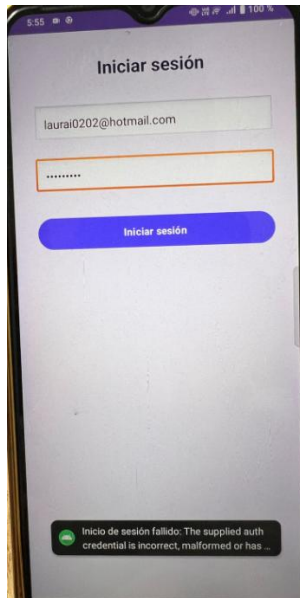 5:55
100 %
Iniciar sesión
laurai0202@hotmail.com
•••••••••
Iniciar sesión
Inicio de sesión fallido: The supplied auth
credential is incorrect, malformed or has ...